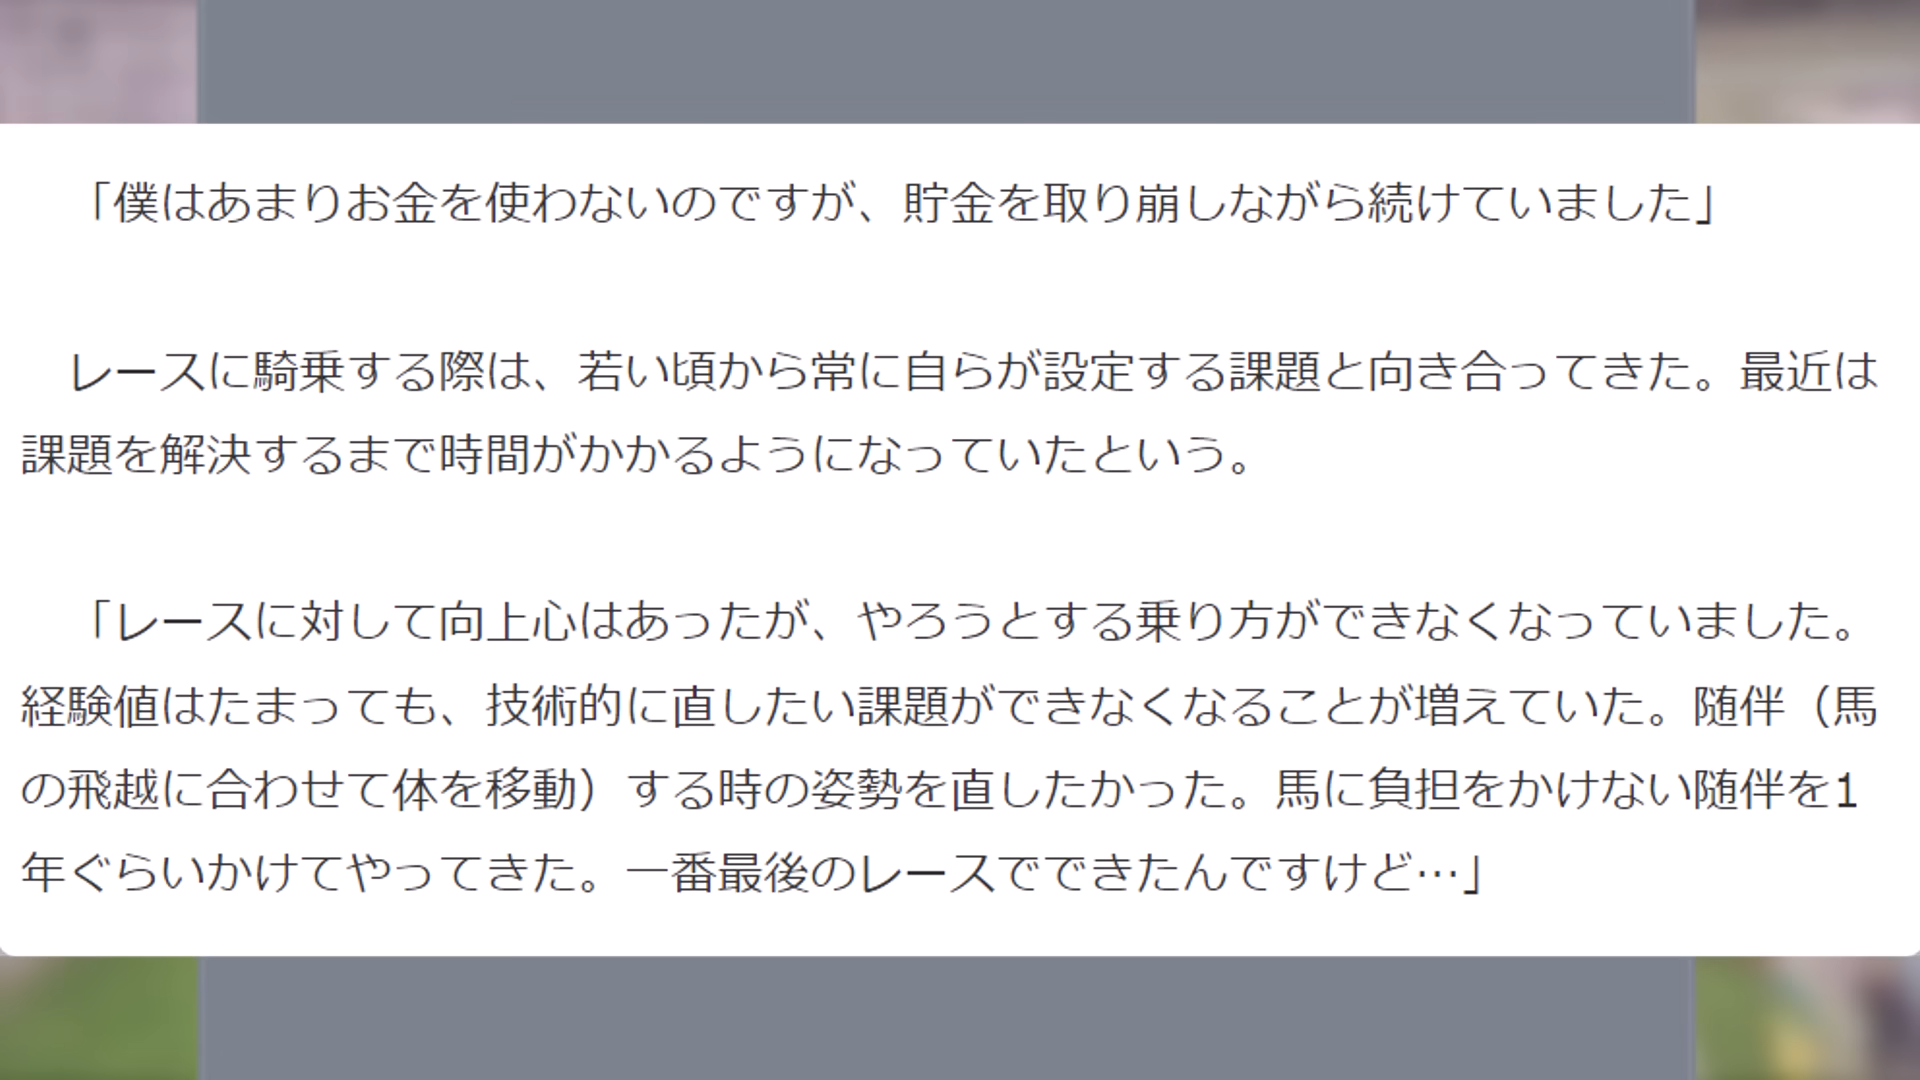 「僕はあまりお金を使わないのですが、貯金を取り崩しながら続けていました」
レースに騎乗する際は、若い頃から常に自らが設定する課題と向き合ってきた。最近は
課題を解決するまで時間がかかるようになっていたという。
「レースに対して向上心はあったが、やろうとする乗り方ができなくなっていました。
経験値はたまっても、技術的に直したい課題ができなくなることが増えていた。随伴（馬
の飛越に合わせて体を移動）する時の姿勢を直したかった。馬に負担をかけない随伴を1
年ぐらいかけてやってきた。一番最後のレースでできたんですけど…」